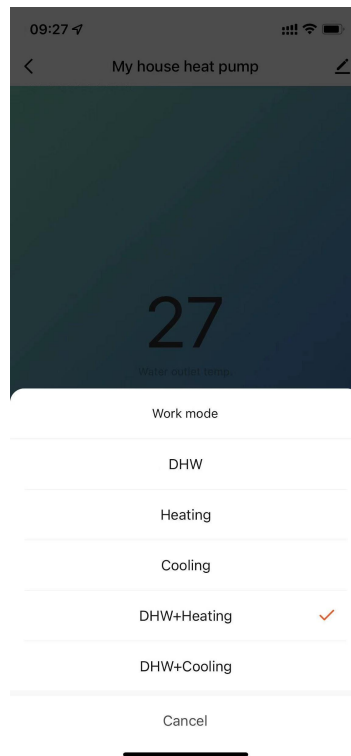 09:27
My house heat pump
27
Water outlet temp.
Work mode
DHW
Heating
Cooling
DHW+Heating
DHW+Cooling
Cancel